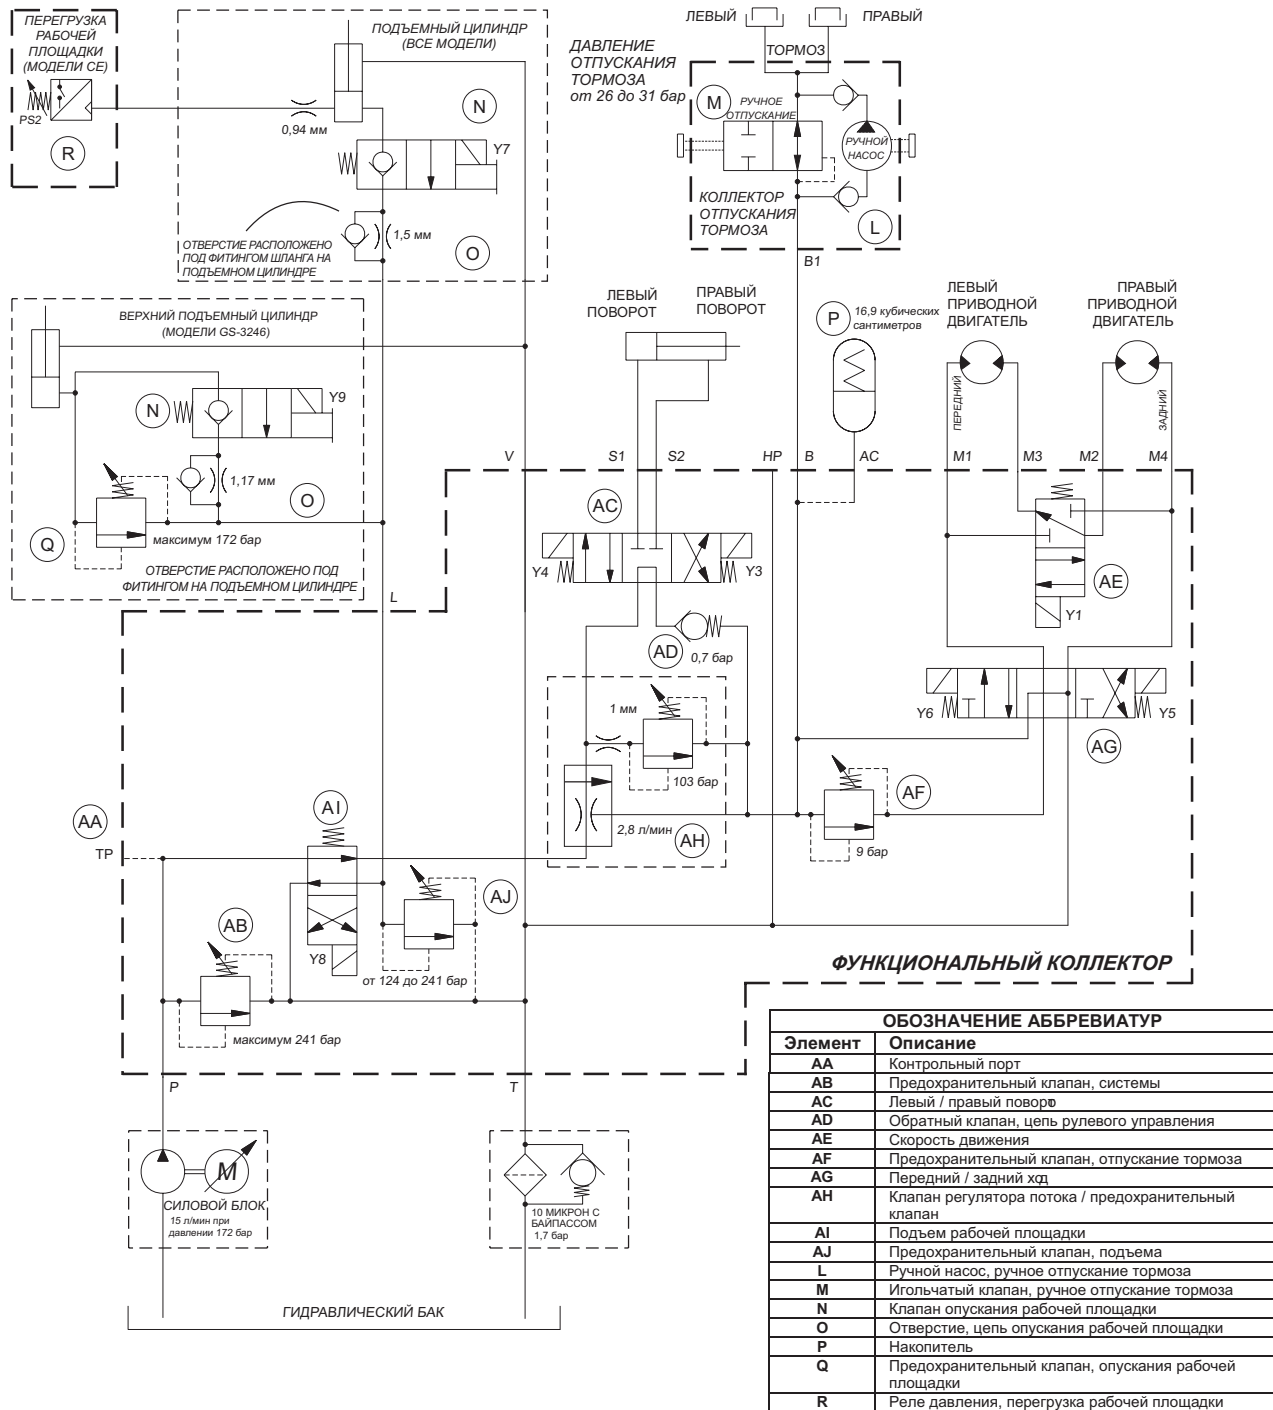 ПЕРЕГРУЗКА
РАБОЧЕЙ
ПЛОЩАДКИ
(МОДЕЛИ CE)
PS2
R
ПОДЪЕМНЫЙ ЦИЛИНДР
(ВСЕ МОДЕЛИ)
N
0,94 мм
Y7
1,5 мм
O
ОТВЕРСТИЕ РАСПОЛОЖЕНО
ПОД ФИТИНГОМ ШЛАНГА НА
ПОДЪЕМНОМ ЦИЛИНДРЕ
ЛЕВЫЙ
ПРАВЫЙ
ТОРМОЗ
ДАВЛЕНИЕ
ОТПУСКАНИЯ
ТОРМОЗА
от 26 до 31 бар
M
РУЧНОЕ
ОТПУСКАНИЕ
РУЧНОЙ
НАСОС
КОЛЛЕКТОР
ОТПУСКАНИЯ
ТОРМОЗА
L
B1
ВЕРХНИЙ ПОДЪЕМНЫЙ ЦИЛИНДР
(МОДЕЛИ GS-3246)
N
Y9
1,17 мм
O
Q
максимум 172 бар
ОТВЕРСТИЕ РАСПОЛОЖЕНО ПОД
ФИТИНГОМ НА ПОДЪЕМНОМ ЦИЛИНДРЕ
ЛЕВЫЙ
ПОВОРОТ
ПРАВЫЙ
ПОВОРОТ
P
16,9 кубических
сантиметров
ЛЕВЫЙ
ПРИВОДНОЙ
ДВИГАТЕЛЬ
ПРАВЫЙ
ПРИВОДНОЙ
ДВИГАТЕЛЬ
ПЕРЕДНИЙ
ЗАДНИЙ
V
S1
S2
HP
B
AC
M1
M3
M2
M4
L
AC
Y4
Y3
AE
Y1
AD
0,7 бар
1 мм
103 бар
2,8 л/мин
AH
Y6
Y5
AG
AF
9 бар
AA
TP
AI
Y8
AJ
от 124 до 241 бар
AB
максимум 241 бар
ФУНКЦИОНАЛЬНЫЙ КОЛЛЕКТОР
P
T
M
СИЛОВОЙ БЛОК
15 л/мин при
давлении 172 бар
10 МИКРОН С
БАЙПАССОМ
1,7 бар
ГИДРАВЛИЧЕСКИЙ БАК
ОБОЗНАЧЕНИЕ АББРЕВИАТУР
Элемент Описание
AA Контрольный порт
AB Предохранительный клапан, системы
AC Левый / правый поворот
AD Обратный клапан, цепь рулевого управления
AE Скорость движения
AF Предохранительный клапан, отпускание тормоза
AG Передний / задний ход
AH Клапан регулятора потока / предохранительный
клапан
AI Подъем рабочей площадки
AJ Предохранительный клапан, подъема
L Ручной насос, ручное отпускание тормоза
M Игольчатый клапан, ручное отпускание тормоза
N Клапан опускания рабочей площадки
O Отверстие, цепь опускания рабочей площадки
P Накопитель
Q Предохранительный клапан, опускания рабочей
площадки
R Реле давления, перегрузка рабочей площадки